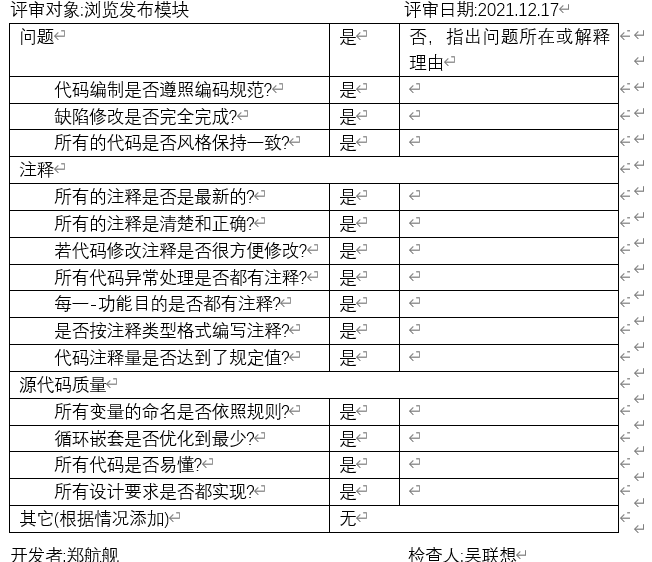 评审对象:浏览发布模块 评审日期:2021.12.17
问题 是 否，指出问题所在或解释
理由
代码编制是否遵照编码规范? 是
缺陷修改是否完全完成? 是
所有的代码是否风格保持一致? 是
注释
所有的注释是否是最新的? 是
所有的注释是清楚和正确? 是
若代码修改注释是否很方便修改? 是
所有代码异常处理是否都有注释? 是
每一-功能目的是否都有注释? 是
是否按注释类型格式编写注释? 是
代码注释量是否达到了规定值? 是
源代码质量
所有变量的命名是否依照规则? 是
循环嵌套是否优化到最少? 是
所有代码是否易懂? 是
所有设计要求是否都实现? 是
其它(根据情况添加) 无
开发者:郑航舰 检查人:吴联想